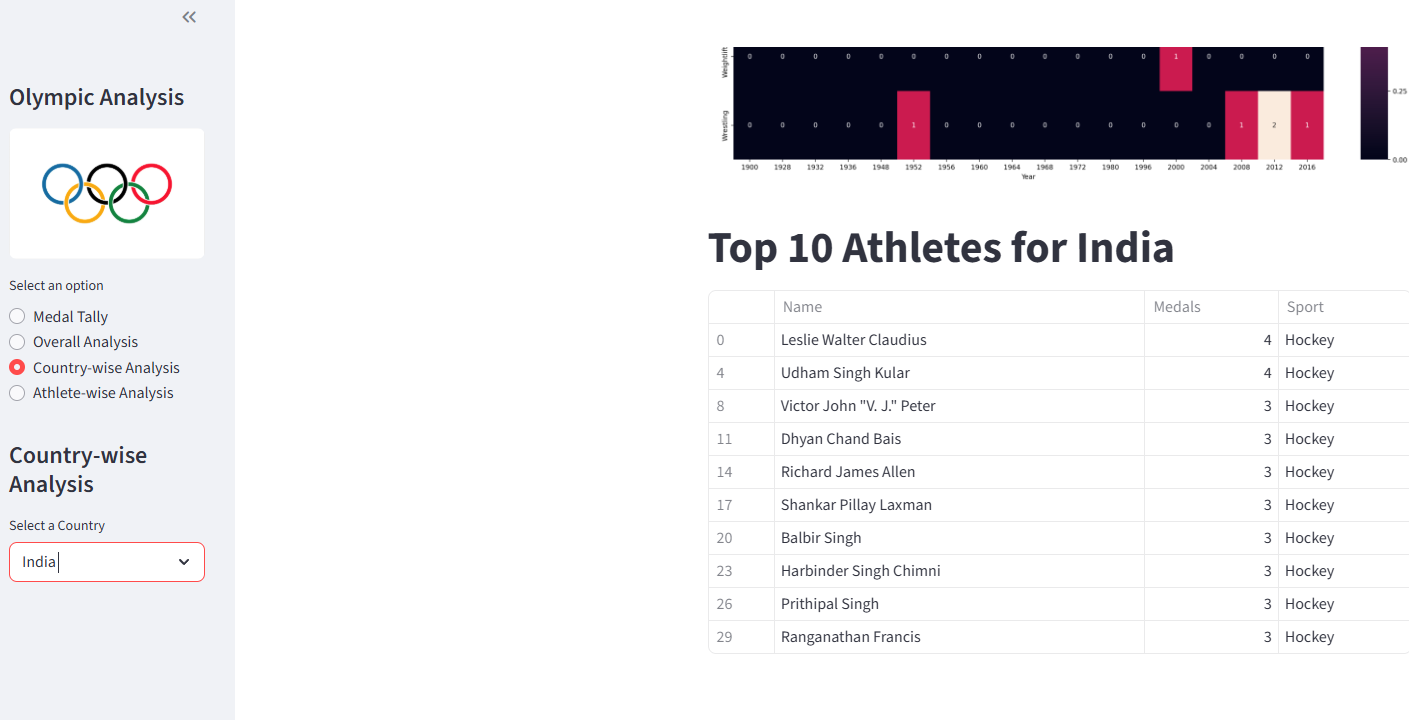 Olympic Analysis
Select an option
Medal Tally
Overall Analysis
Country-wise Analysis
Athlete-wise Analysis
Country-wise
Analysis
Select a Country
India
Weightlift 0 0 0 0 0 0 0 0 0 0 0 0 0 1 0 0 0 0
Wrestling 0 0 0 0 0 1 0 0 0 0 0 0 0 0 0 1 2 1
1900 1928 1932 1936 1948 1952 1956 1960 1964 1968 1972 1980 1996 2000 2004 2008 2012 2016
Year
0.25
0.00
Top 10 Athletes for India
Name Medals Sport
0 Leslie Walter Claudius 4 Hockey
4 Udham Singh Kular 4 Hockey
8 Victor John "V. J." Peter 3 Hockey
11 Dhyan Chand Bais 3 Hockey
14 Richard James Allen 3 Hockey
17 Shankar Pillay Laxman 3 Hockey
20 Balbir Singh 3 Hockey
23 Harbinder Singh Chimni 3 Hockey
26 Prithipal Singh 3 Hockey
29 Ranganathan Francis 3 Hockey